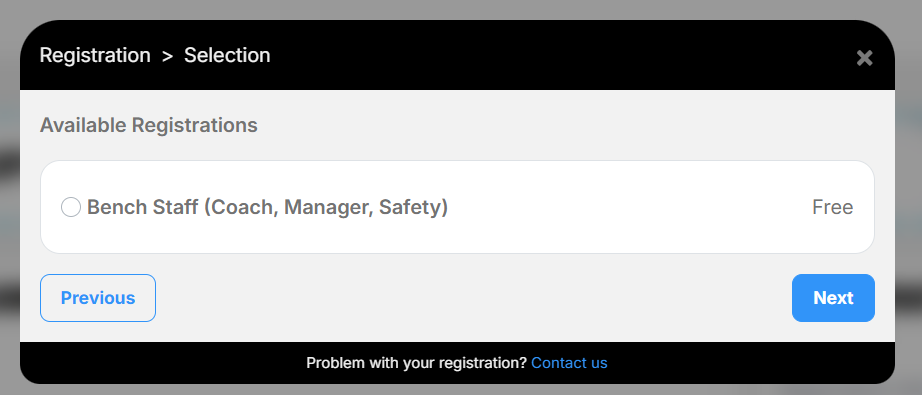 Registration > Selection
Available Registrations
Bench Staff (Coach, Manager, Safety) Free
Previous Next
Problem with your registration? Contact us